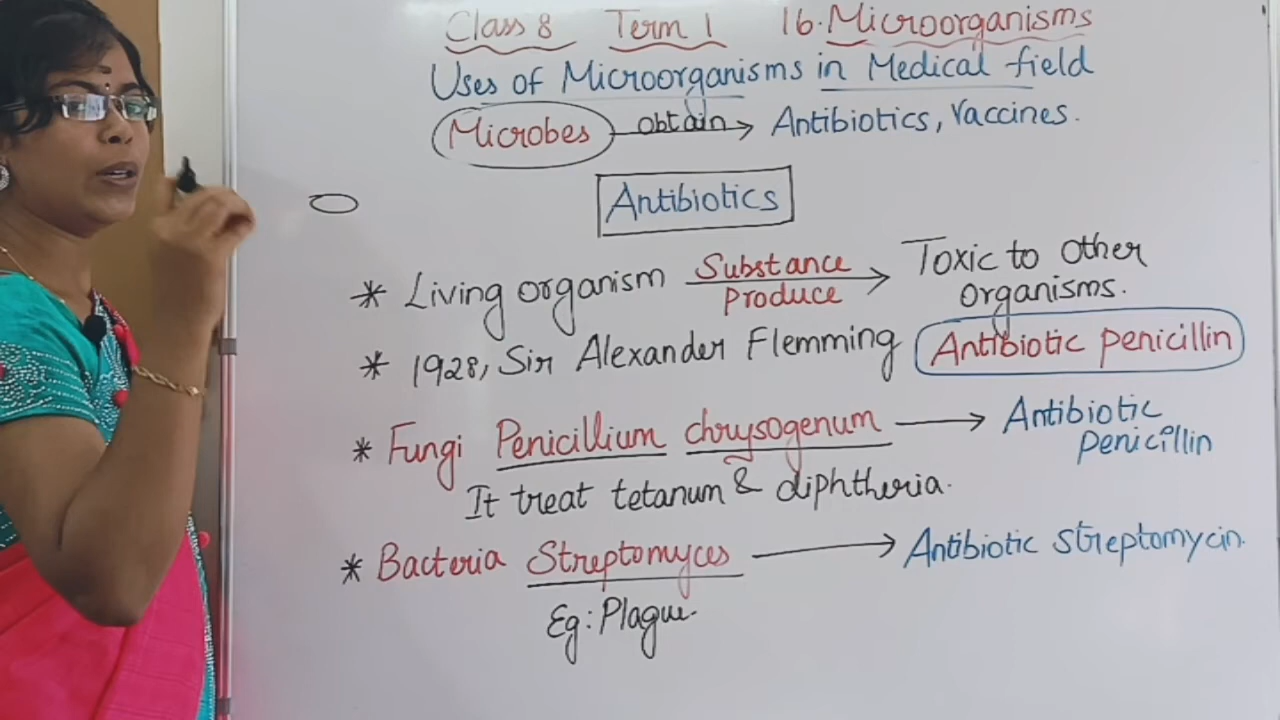 Class 8 Term 1 16. Microorganisms
Uses of Microorganisms in Medical field
Microbes obtain Antibiotics, Vaccines.
Antibiotics
* Living organism Substance produce Toxic to other organisms.
* 1928, Sir Alexander Flemming Antibiotic penicillin
* Fungi Penicillium chrysogenum Antibiotic penicillin
It treat tetanum & diphtheria.
* Bacteria Streptomyces Antibiotic streptomycin.
Eg: Plague.